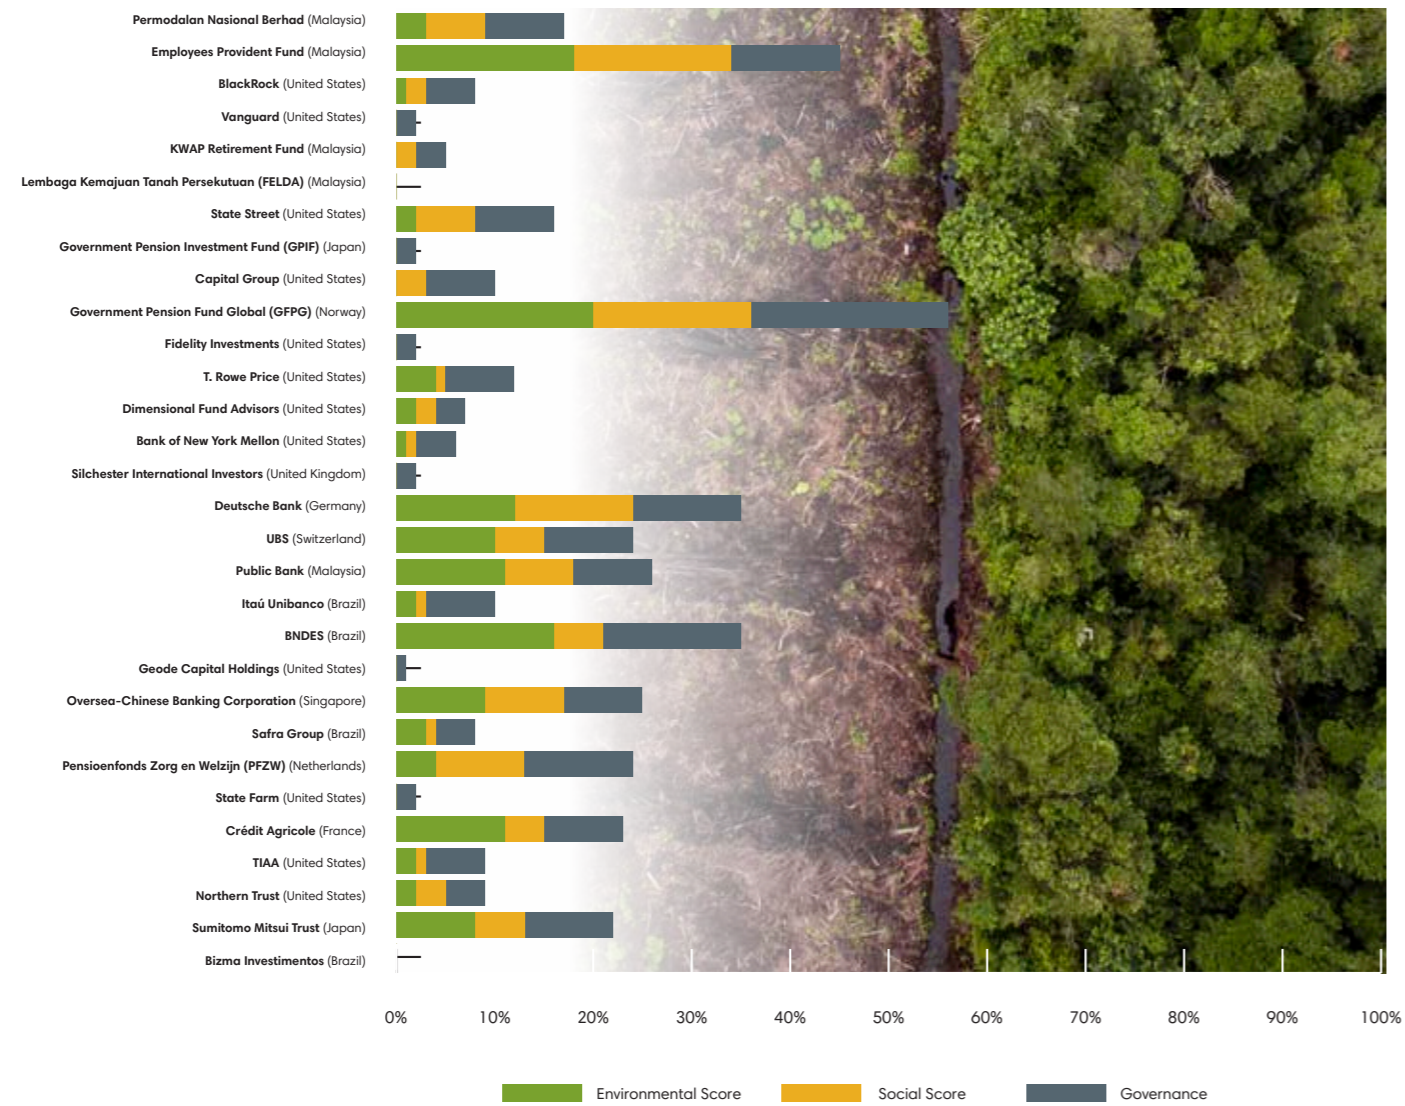 Permodalan Nasional Berhad (Malaysia)
Employees Provident Fund (Malaysia)
BlackRock (United States)
Vanguard (United States)
KWAP Retirement Fund (Malaysia)
Lembaga Kemajuan Tanah Persekutuan (FELDA) (Malaysia)
State Street (United States)
Government Pension Investment Fund (GPIF) (Japan)
Capital Group (United States)
Government Pension Fund Global (GFPG) (Norway)
Fidelity Investments (United States)
T. Rowe Price (United States)
Dimensional Fund Advisors (United States)
Bank of New York Mellon (United States)
Silchester International Investors (United Kingdom)
Deutsche Bank (Germany)
UBS (Switzerland)
Public Bank (Malaysia)
Itaú Unibanco (Brazil)
BNDES (Brazil)
Geode Capital Holdings (United States)
Oversea-Chinese Banking Corporation (Singapore)
Safra Group (Brazil)
Pensioenfonds Zorg en Welzijn (PFZW) (Netherlands)
State Farm (United States)
Crédit Agricole (France)
TIAA (United States)
Northern Trust (United States)
Sumitomo Mitsui Trust (Japan)
Bizma Investimentos (Brazil)
0% 10% 20% 30% 40% 50% 60% 70% 80% 90% 100%
Environmental Score Social Score Governance